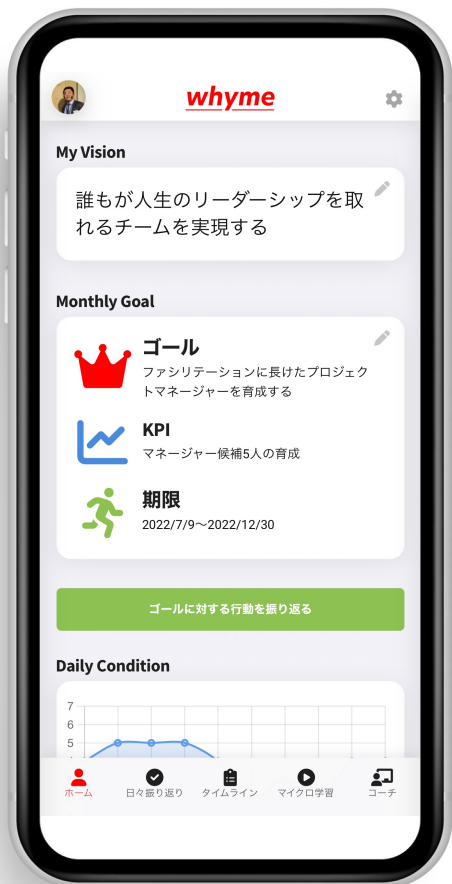 whyme
My Vision
誰もが人生のリーダーシップを取
れるチームを実現する
Monthly Goal
ゴール
ファシリテーションに長けたプロジェク
トマネージャーを育成する
KPI
マネージャー候補5人の育成
期限
2022/7/9〜2022/12/30
ゴールに対する行動を振り返る
Daily Condition
7
6
5
ホーム 日々振り返り タイムライン マイクロ学習 コーチ